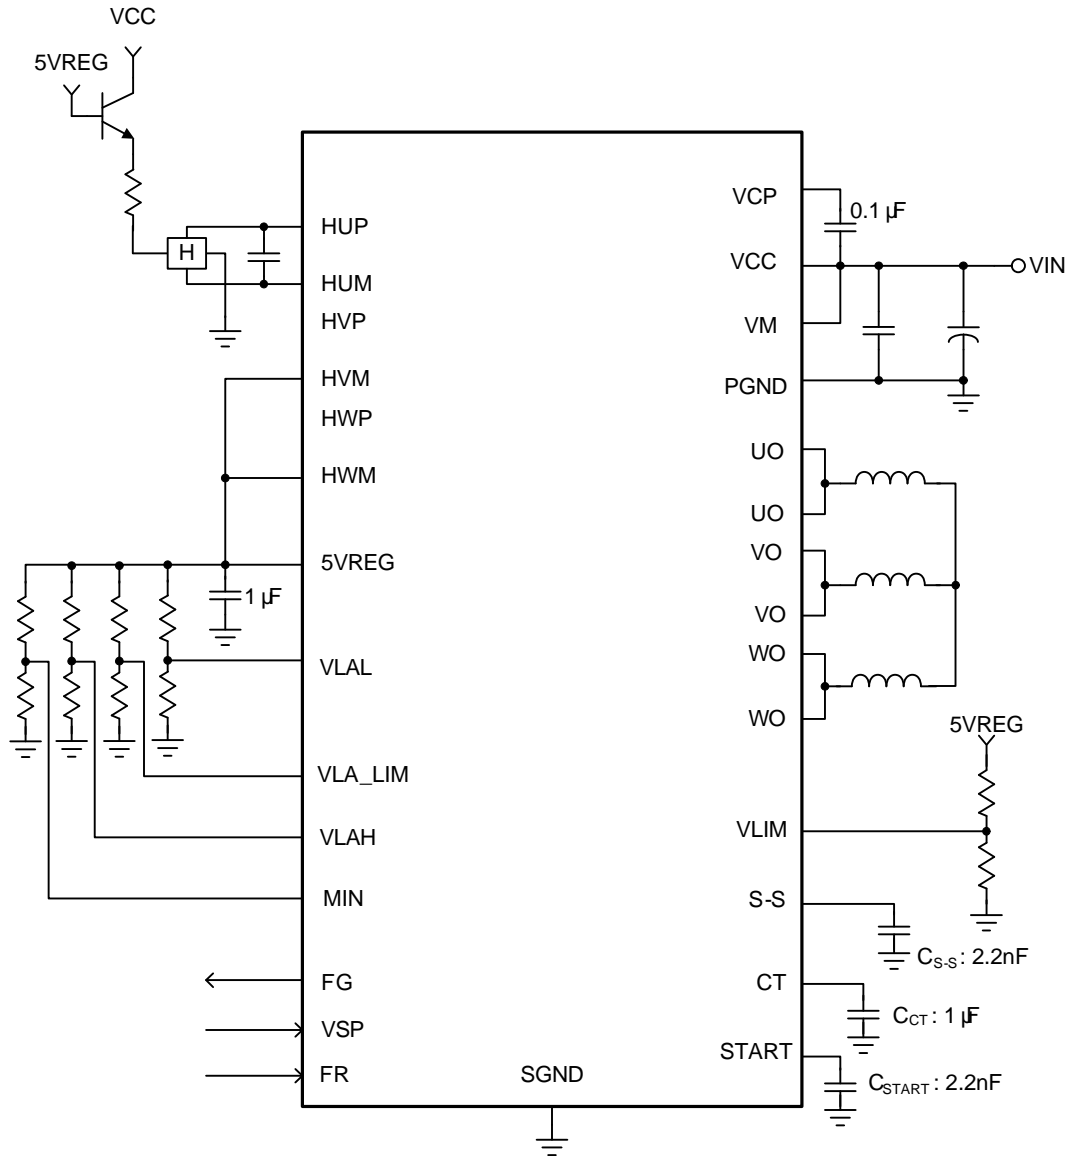 VCC
5VREG
H
HUP
HUM
HVP
HVM
HWP
HWM
5VREG
1 µF
VLAL
VLA_LIM
VLAH
MIN
FG
VSP
FR
SGND
VCP
0.1 µF
VCC
VIN
VM
PGND
UO
UO
VO
VO
WO
WO
5VREG
VLIM
S-S
CS-S : 2.2nF
CT
CCT : 1 µF
START
CSTART : 2.2nF